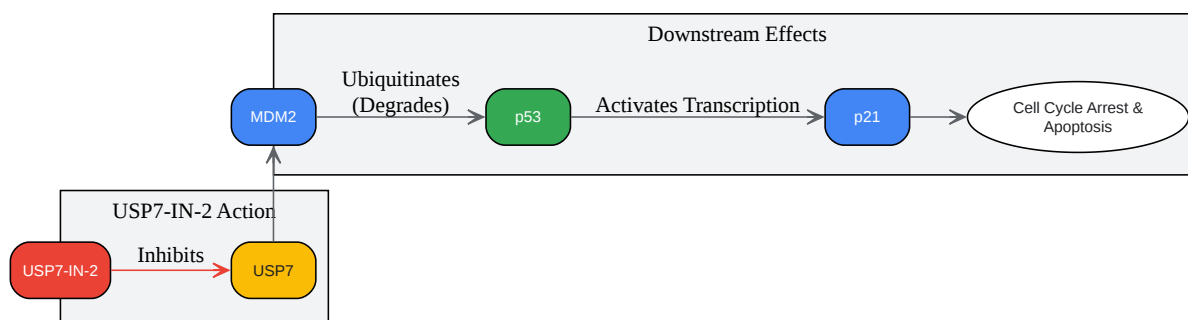 Downstream Effects
Ubiquitinates
(Degrades)
MDM2
p53
Activates Transcription
p21
Cell Cycle Arrest &
Apoptosis
USP7-IN-2 Action
USP7-IN-2
Inhibits
USP7